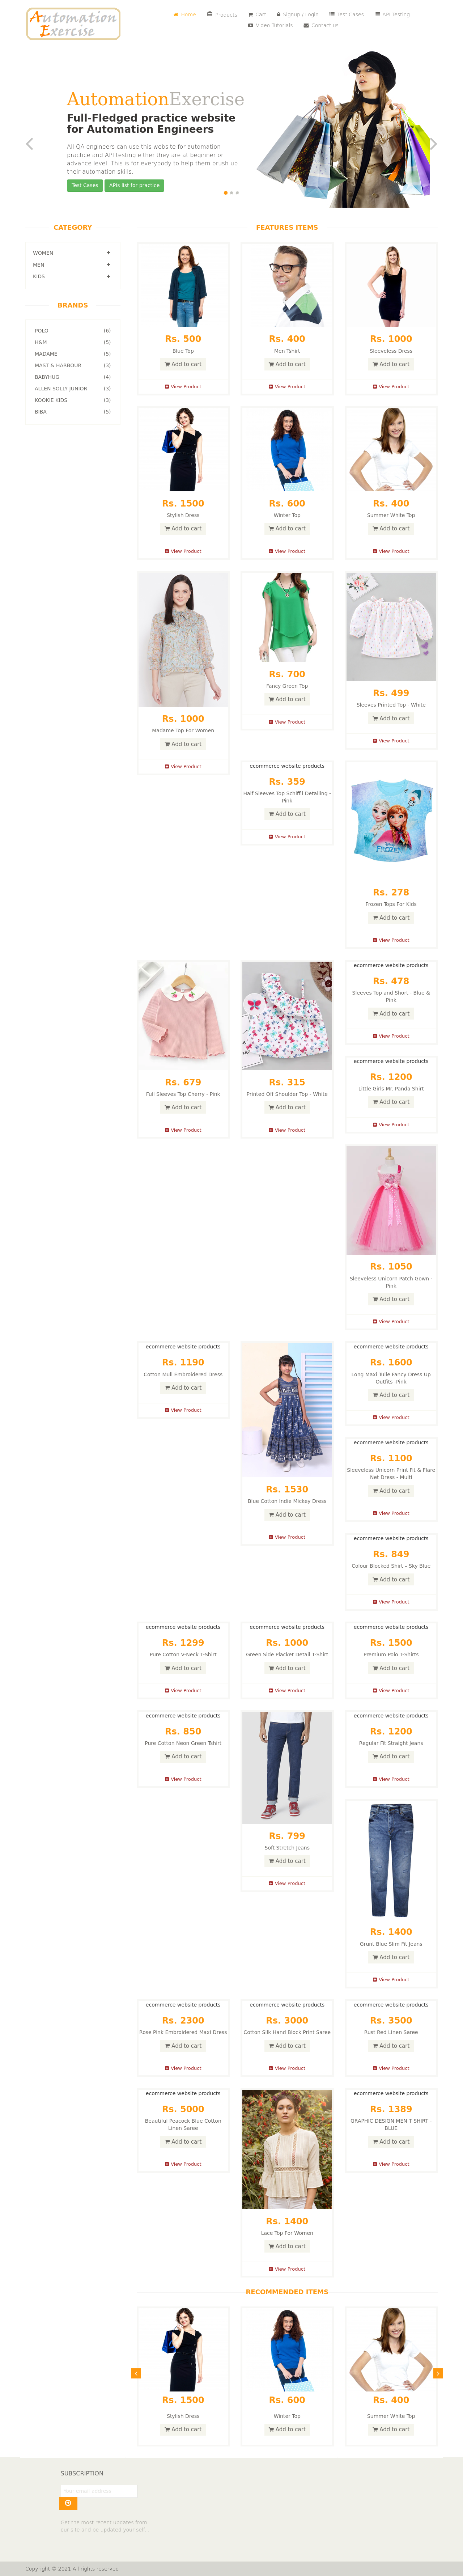 Automation
Exercise
Home
Products
Cart
Signup / Login
Test Cases
API Testing
Video Tutorials
Contact us
AutomationExercise
Full-Fledged practice website
for Automation Engineers
All QA engineers can use this website for automation
practice and API testing either they are at beginner or
advance level. This is for everybody to help them brush up
their automation skills.
Test Cases
APIs list for practice
CATEGORY
WOMEN
MEN
KIDS
BRANDS
POLO (6)
H&M (5)
MADAME (5)
MAST & HARBOUR (3)
BABYHUG (4)
ALLEN SOLLY JUNIOR (3)
KOOKIE KIDS (3)
BIBA (5)
FEATURES ITEMS
Rs. 500
Blue Top
Add to cart
View Product
Rs. 400
Men Tshirt
Add to cart
View Product
Rs. 1000
Sleeveless Dress
Add to cart
View Product
Rs. 1500
Stylish Dress
Add to cart
View Product
Rs. 600
Winter Top
Add to cart
View Product
Rs. 400
Summer White Top
Add to cart
View Product
Rs. 1000
Madame Top For Women
Add to cart
View Product
Rs. 700
Fancy Green Top
Add to cart
View Product
Rs. 499
Sleeves Printed Top - White
Add to cart
View Product
ecommerce website products
Rs. 359
Half Sleeves Top Schiffli Detailing -
Pink
Add to cart
View Product
FROZEN
Rs. 278
Frozen Tops For Kids
Add to cart
View Product
Rs. 679
Full Sleeves Top Cherry - Pink
Add to cart
View Product
Rs. 315
Printed Off Shoulder Top - White
Add to cart
View Product
ecommerce website products
Rs. 478
Sleeves Top and Short - Blue &
Pink
Add to cart
View Product
ecommerce website products
Rs. 1200
Little Girls Mr. Panda Shirt
Add to cart
View Product
Rs. 1050
Sleeveless Unicorn Patch Gown -
Pink
Add to cart
View Product
ecommerce website products
Rs. 1190
Cotton Mull Embroidered Dress
Add to cart
View Product
Rs. 1530
Blue Cotton Indie Mickey Dress
Add to cart
View Product
ecommerce website products
Rs. 1600
Long Maxi Tulle Fancy Dress Up
Outfits -Pink
Add to cart
View Product
ecommerce website products
Rs. 1100
Sleeveless Unicorn Print Fit & Flare
Net Dress - Multi
Add to cart
View Product
ecommerce website products
Rs. 849
Colour Blocked Shirt – Sky Blue
Add to cart
View Product
ecommerce website products
Rs. 1299
Pure Cotton V-Neck T-Shirt
Add to cart
View Product
ecommerce website products
Rs. 1000
Green Side Placket Detail T-Shirt
Add to cart
View Product
ecommerce website products
Rs. 1500
Premium Polo T-Shirts
Add to cart
View Product
ecommerce website products
Rs. 850
Pure Cotton Neon Green Tshirt
Add to cart
View Product
Rs. 799
Soft Stretch Jeans
Add to cart
View Product
ecommerce website products
Rs. 1200
Regular Fit Straight Jeans
Add to cart
View Product
Rs. 1400
Grunt Blue Slim Fit Jeans
Add to cart
View Product
ecommerce website products
Rs. 2300
Rose Pink Embroidered Maxi Dress
Add to cart
View Product
ecommerce website products
Rs. 3000
Cotton Silk Hand Block Print Saree
Add to cart
View Product
ecommerce website products
Rs. 3500
Rust Red Linen Saree
Add to cart
View Product
ecommerce website products
Rs. 5000
Beautiful Peacock Blue Cotton
Linen Saree
Add to cart
View Product
Rs. 1400
Lace Top For Women
Add to cart
View Product
ecommerce website products
Rs. 1389
GRAPHIC DESIGN MEN T SHIRT -
BLUE
Add to cart
View Product
RECOMMENDED ITEMS
Rs. 1500
Stylish Dress
Add to cart
Rs. 600
Winter Top
Add to cart
Rs. 400
Summer White Top
Add to cart
SUBSCRIPTION
Your email address
Get the most recent updates from
our site and be updated your self...
Copyright © 2021 All rights reserved